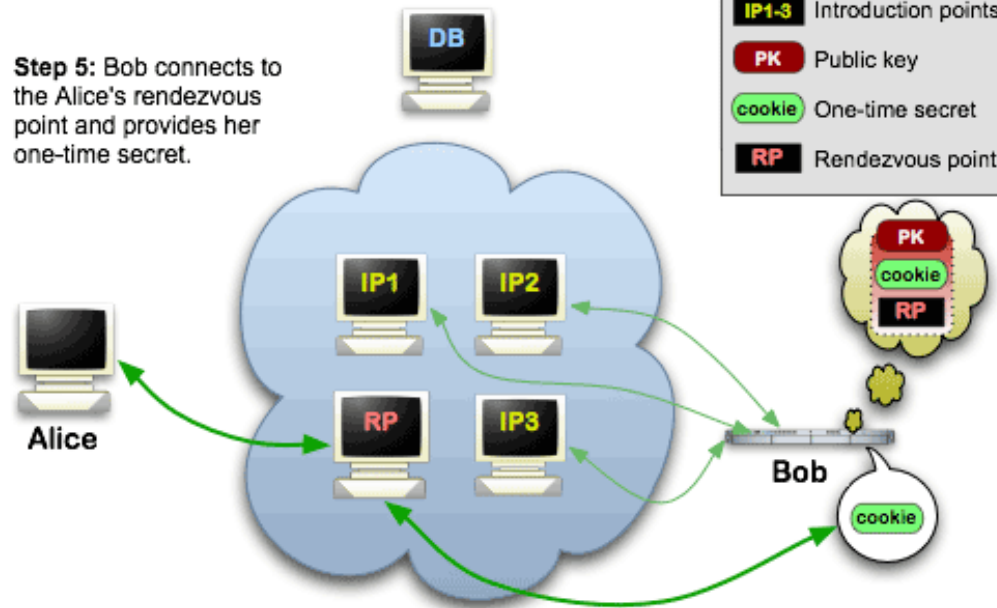 DB
IP1-3 Introduction points
Step 5: Bob connects to
the Alice's rendezvous
point and provides her
one-time secret.
PK Public key
cookie One-time secret
RP Rendezvous point
PK
cookie
RP
IP1 IP2
Alice
RP IP3
Bob
cookie